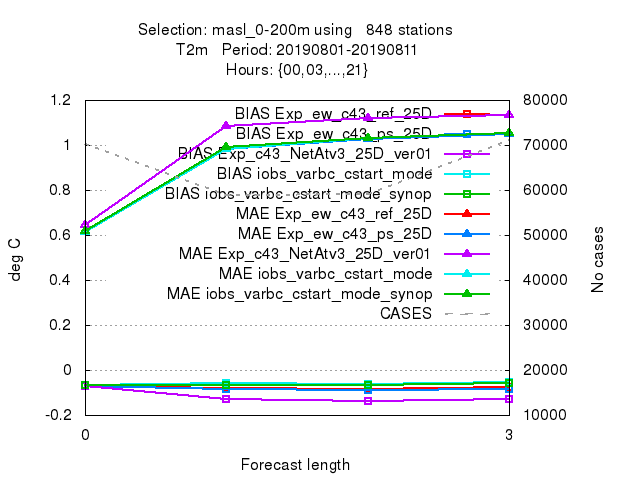 Selection: masl_0-200m using 848 stations
T2m Period: 20190801-20190811
Hours: {00,03,...,21}
1.2
1
0.8
0.6
0.4
0.2
0
-0.2
deg C
BIAS Exp_ew_c43_ref_25D
BIAS Exp_ew_c43_ps_25D
BIAS Exp_c43_NetAtv3_25D_ver01
BIAS iobs_varbc_cstart_mode
BIAS iobs_varbc_cstart_mode_synop
MAE Exp_ew_c43_ref_25D
MAE Exp_ew_c43_ps_25D
MAE Exp_c43_NetAtv3_25D_ver01
MAE iobs_varbc_cstart_mode
MAE iobs_varbc_cstart_mode_synop
CASES
80000
70000
60000
50000
40000
30000
20000
10000
No cases
0 3
Forecast length